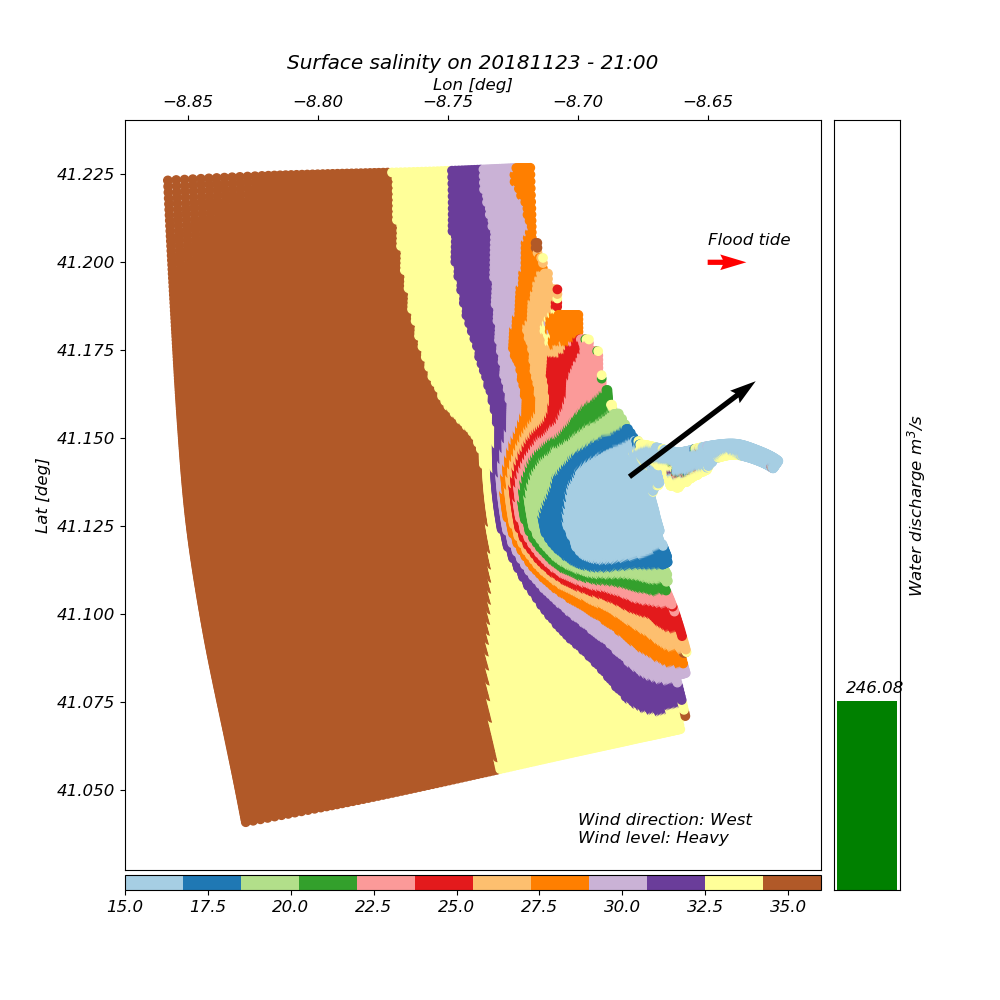 Surface salinity on 20181123 - 21:00
Lon [deg]
−8.85 −8.80 −8.75 −8.70 −8.65
41.225
41.200
41.175
41.150
41.125
41.100
41.075
41.050
Lat [deg]
Flood tide
Wind direction: West
Wind level: Heavy
246.08
Water discharge m³/s
15.0 17.5 20.0 22.5 25.0 27.5 30.0 32.5 35.0